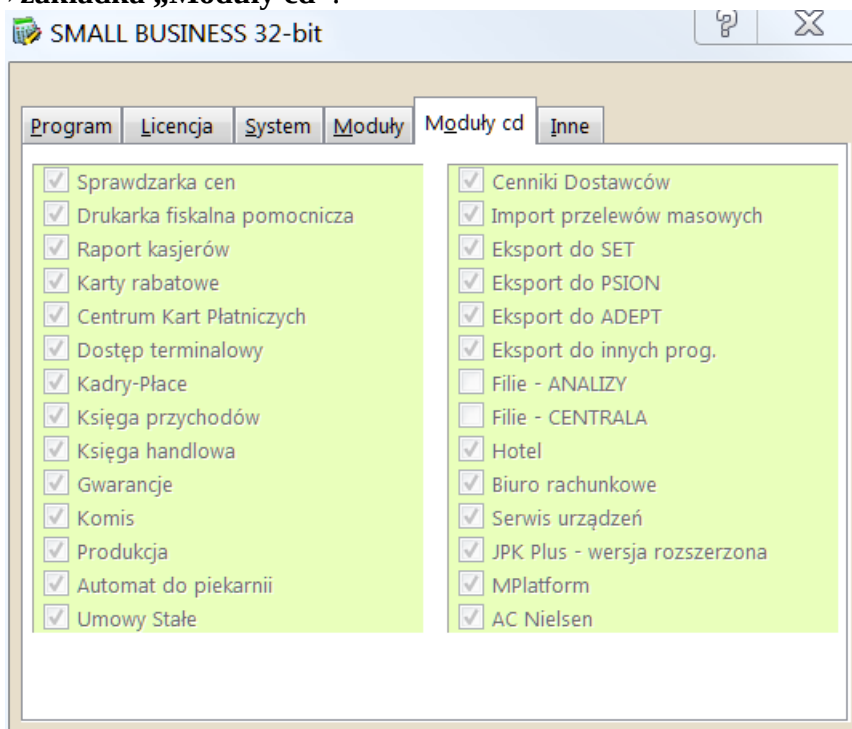 zakładka „Moduły cd”.
SMALL BUSINESS 32-bit
Program Licencja System Moduły Moduły cd Inne
Sprawdzarka cen
Drukarka fiskalna pomocnicza
Raport kasjerów
Karty rabatowe
Centrum Kart Płatniczych
Dostęp terminalowy
Kadry-Płace
Księga przychodów
Księga handlowa
Gwarancje
Komis
Produkcja
Automat do piekarnii
Umowy Stałe
Cenniki Dostawców
Import przelewów masowych
Eksport do SET
Eksport do PSION
Eksport do ADEPT
Eksport do innych prog.
Filie - ANALIZY
Filie - CENTRALA
Hotel
Biuro rachunkowe
Serwis urządzeń
JPK Plus - wersja rozszerzona
MPlatform
AC Nielsen